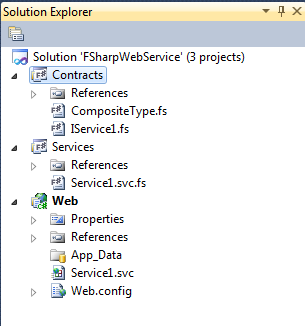 Solution Explorer
Solution 'FSharpWebService' (3 projects)
Contracts
References
CompositeType.fs
IService1.fs
Services
References
Service1.svc.fs
Web
Properties
References
App_Data
Service1.svc
Web.config